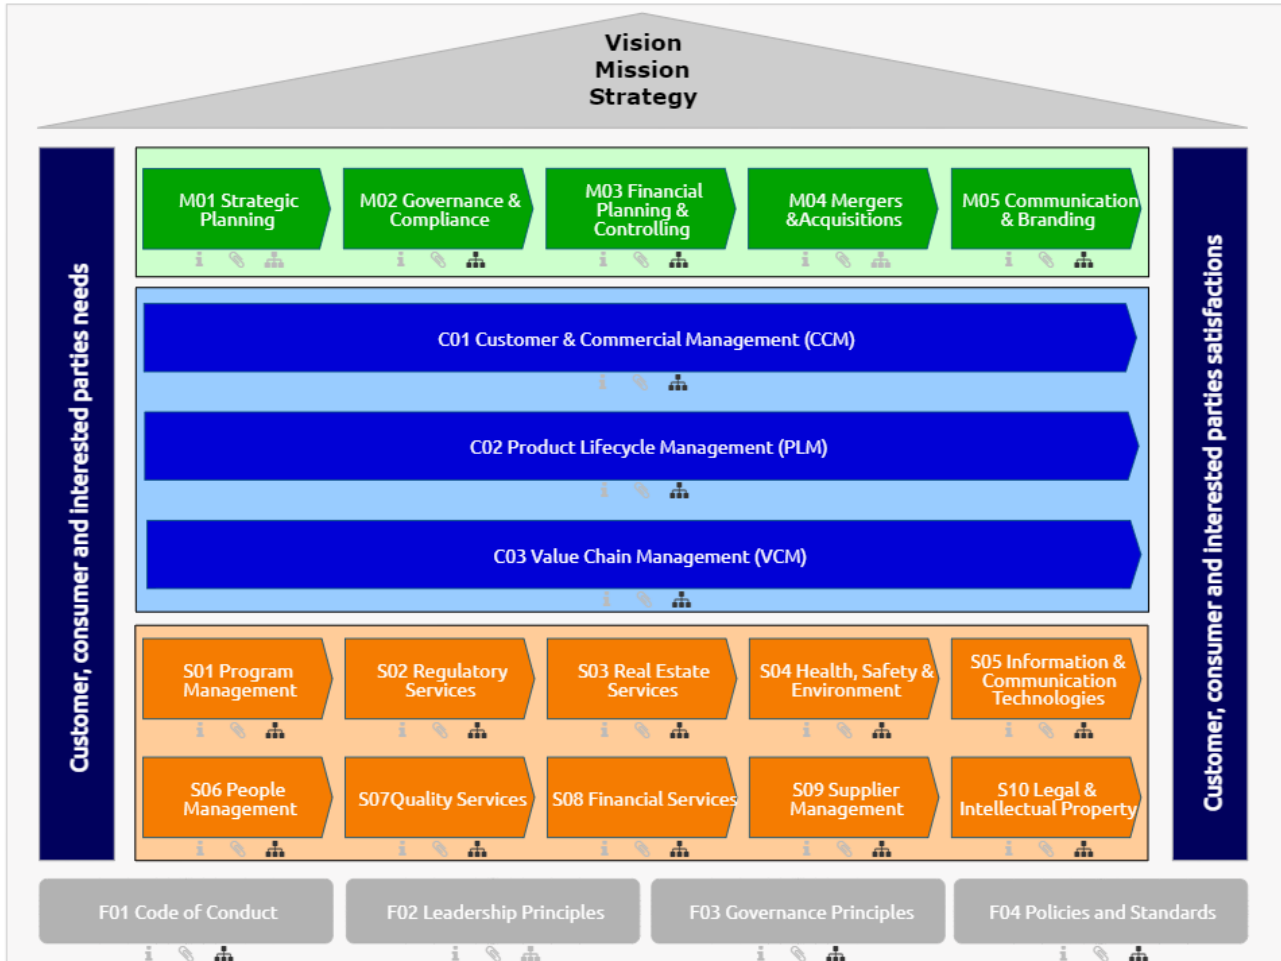 Vision
Mission
Strategy
Customer, consumer and interested parties needs
M01 Strategic
Planning
M02 Governance &
Compliance
M03 Financial
Planning &
Controlling
M04 Mergers
&Acquisitions
M05 Communication
& Branding
C01 Customer & Commercial Management (CCM)
C02 Product Lifecycle Management (PLM)
C03 Value Chain Management (VCM)
S01 Program
Management
S02 Regulatory
Services
S03 Real Estate
Services
S04 Health, Safety &
Environment
S05 Information &
Communication
Technologies
S06 People
Management
S07Quality Services
S08 Financial Services
S09 Supplier
Management
S10 Legal &
Intellectual Property
Customer, consumer and interested parties satisfactions
F01 Code of Conduct
F02 Leadership Principles
F03 Governance Principles
F04 Policies and Standards